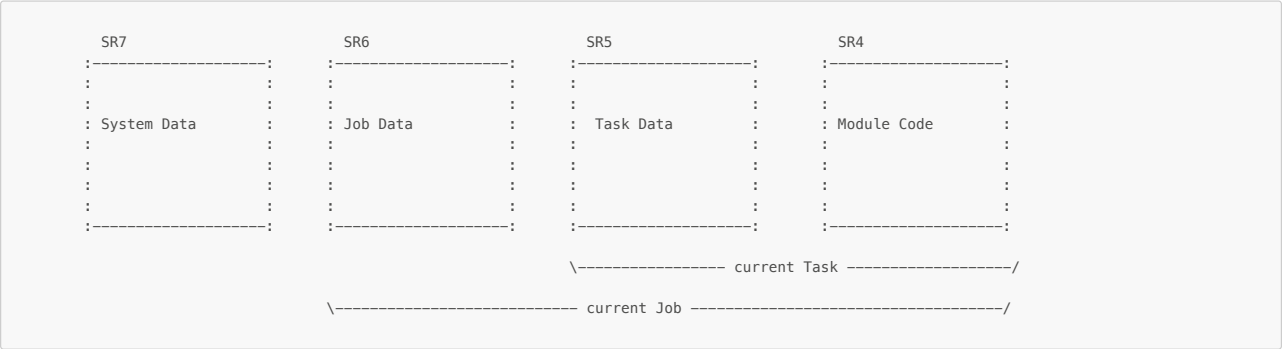 SR7 SR6 SR5 SR4
:--------------------: :--------------------: :--------------------: :--------------------:
: : : : : : : :
: : : : : : : :
: System Data : : Job Data : : Task Data : : Module Code :
: : : : : : : :
: : : : : : : :
: : : : : : : :
: : : : : : : :
:--------------------: :--------------------: :--------------------: :--------------------:
\----------------- current Task -------------------/
\---------------------------- current Job ------------------------------------/